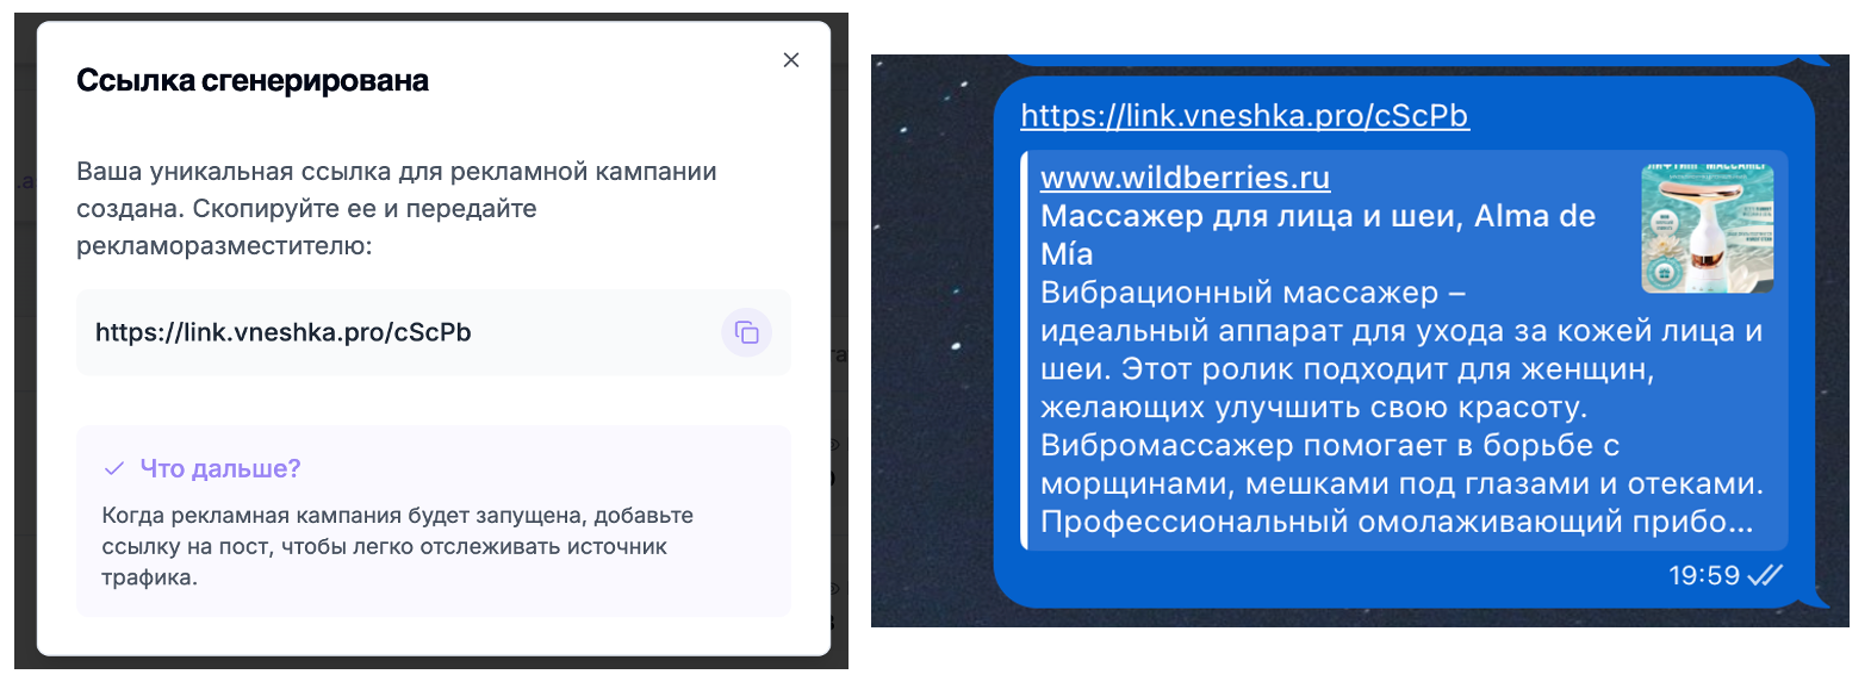 Ссылка сгенерирована
Ваша уникальная ссылка для рекламной кампании
создана. Скопируйте ее и передайте
рекламоразместителю:
https://link.vneshka.pro/cScPb
Что дальше?
Когда рекламная кампания будет запущена, добавьте
ссылку на пост, чтобы легко отслеживать источник
трафика.
https://link.vneshka.pro/cScPb
www.wildberries.ru
Массажер для лица и шеи, Alma de
Mía
Вибрационный массажер –
идеальный аппарат для ухода за кожей лица и
шеи. Этот ролик подходит для женщин,
желающих улучшить свою красоту.
Вибромассажер помогает в борьбе с
морщинами, мешками под глазами и отеками.
Профессиональный омолаживающий прибо...
19:59